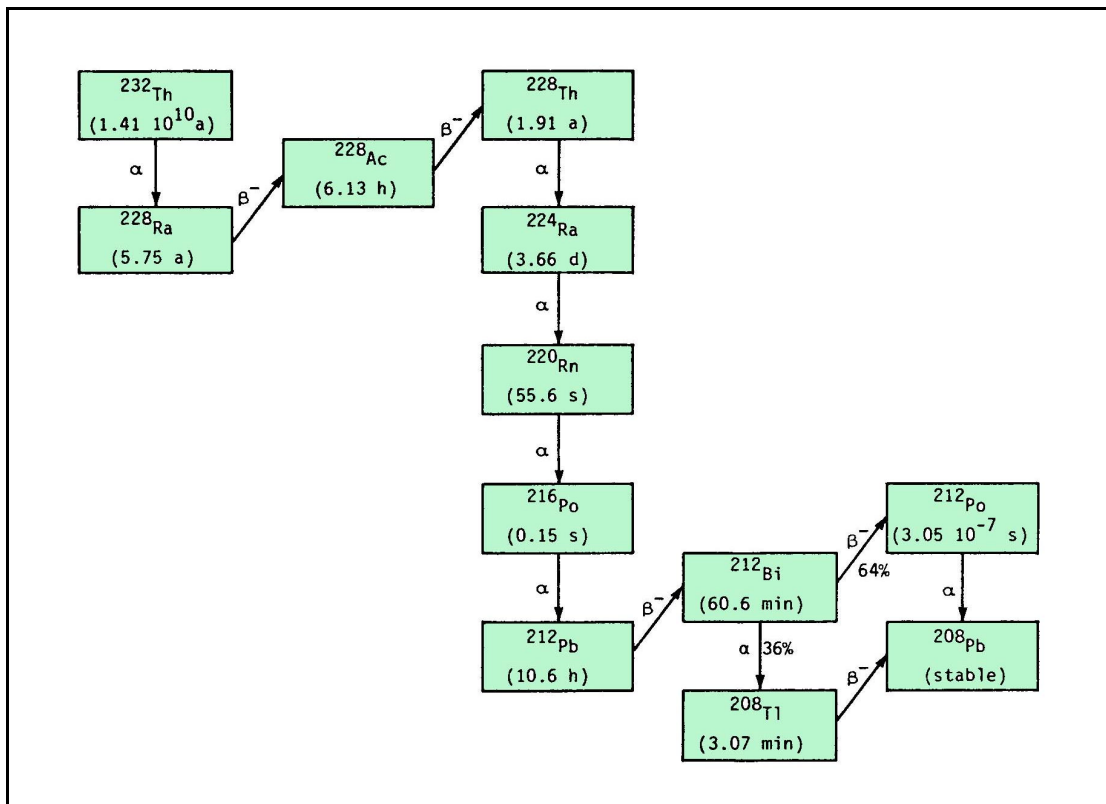 ²³²Th
(1.41 10¹⁰a)
α
²²⁸Ra
(5.75 a)
β⁻
²²⁸Ac
(6.13 h)
β⁻
²²⁸Th
(1.91 a)
α
²²⁴Ra
(3.66 d)
α
²²⁰Rn
(55.6 s)
α
²¹⁶Po
(0.15 s)
α
²¹²Pb
(10.6 h)
β⁻
²¹²Bi
(60.6 min)
β⁻
64%
²¹²Po
(3.05 10⁻⁷ s)
α
α 36%
²⁰⁸Tl
(3.07 min)
β⁻
²⁰⁸Pb
(stable)